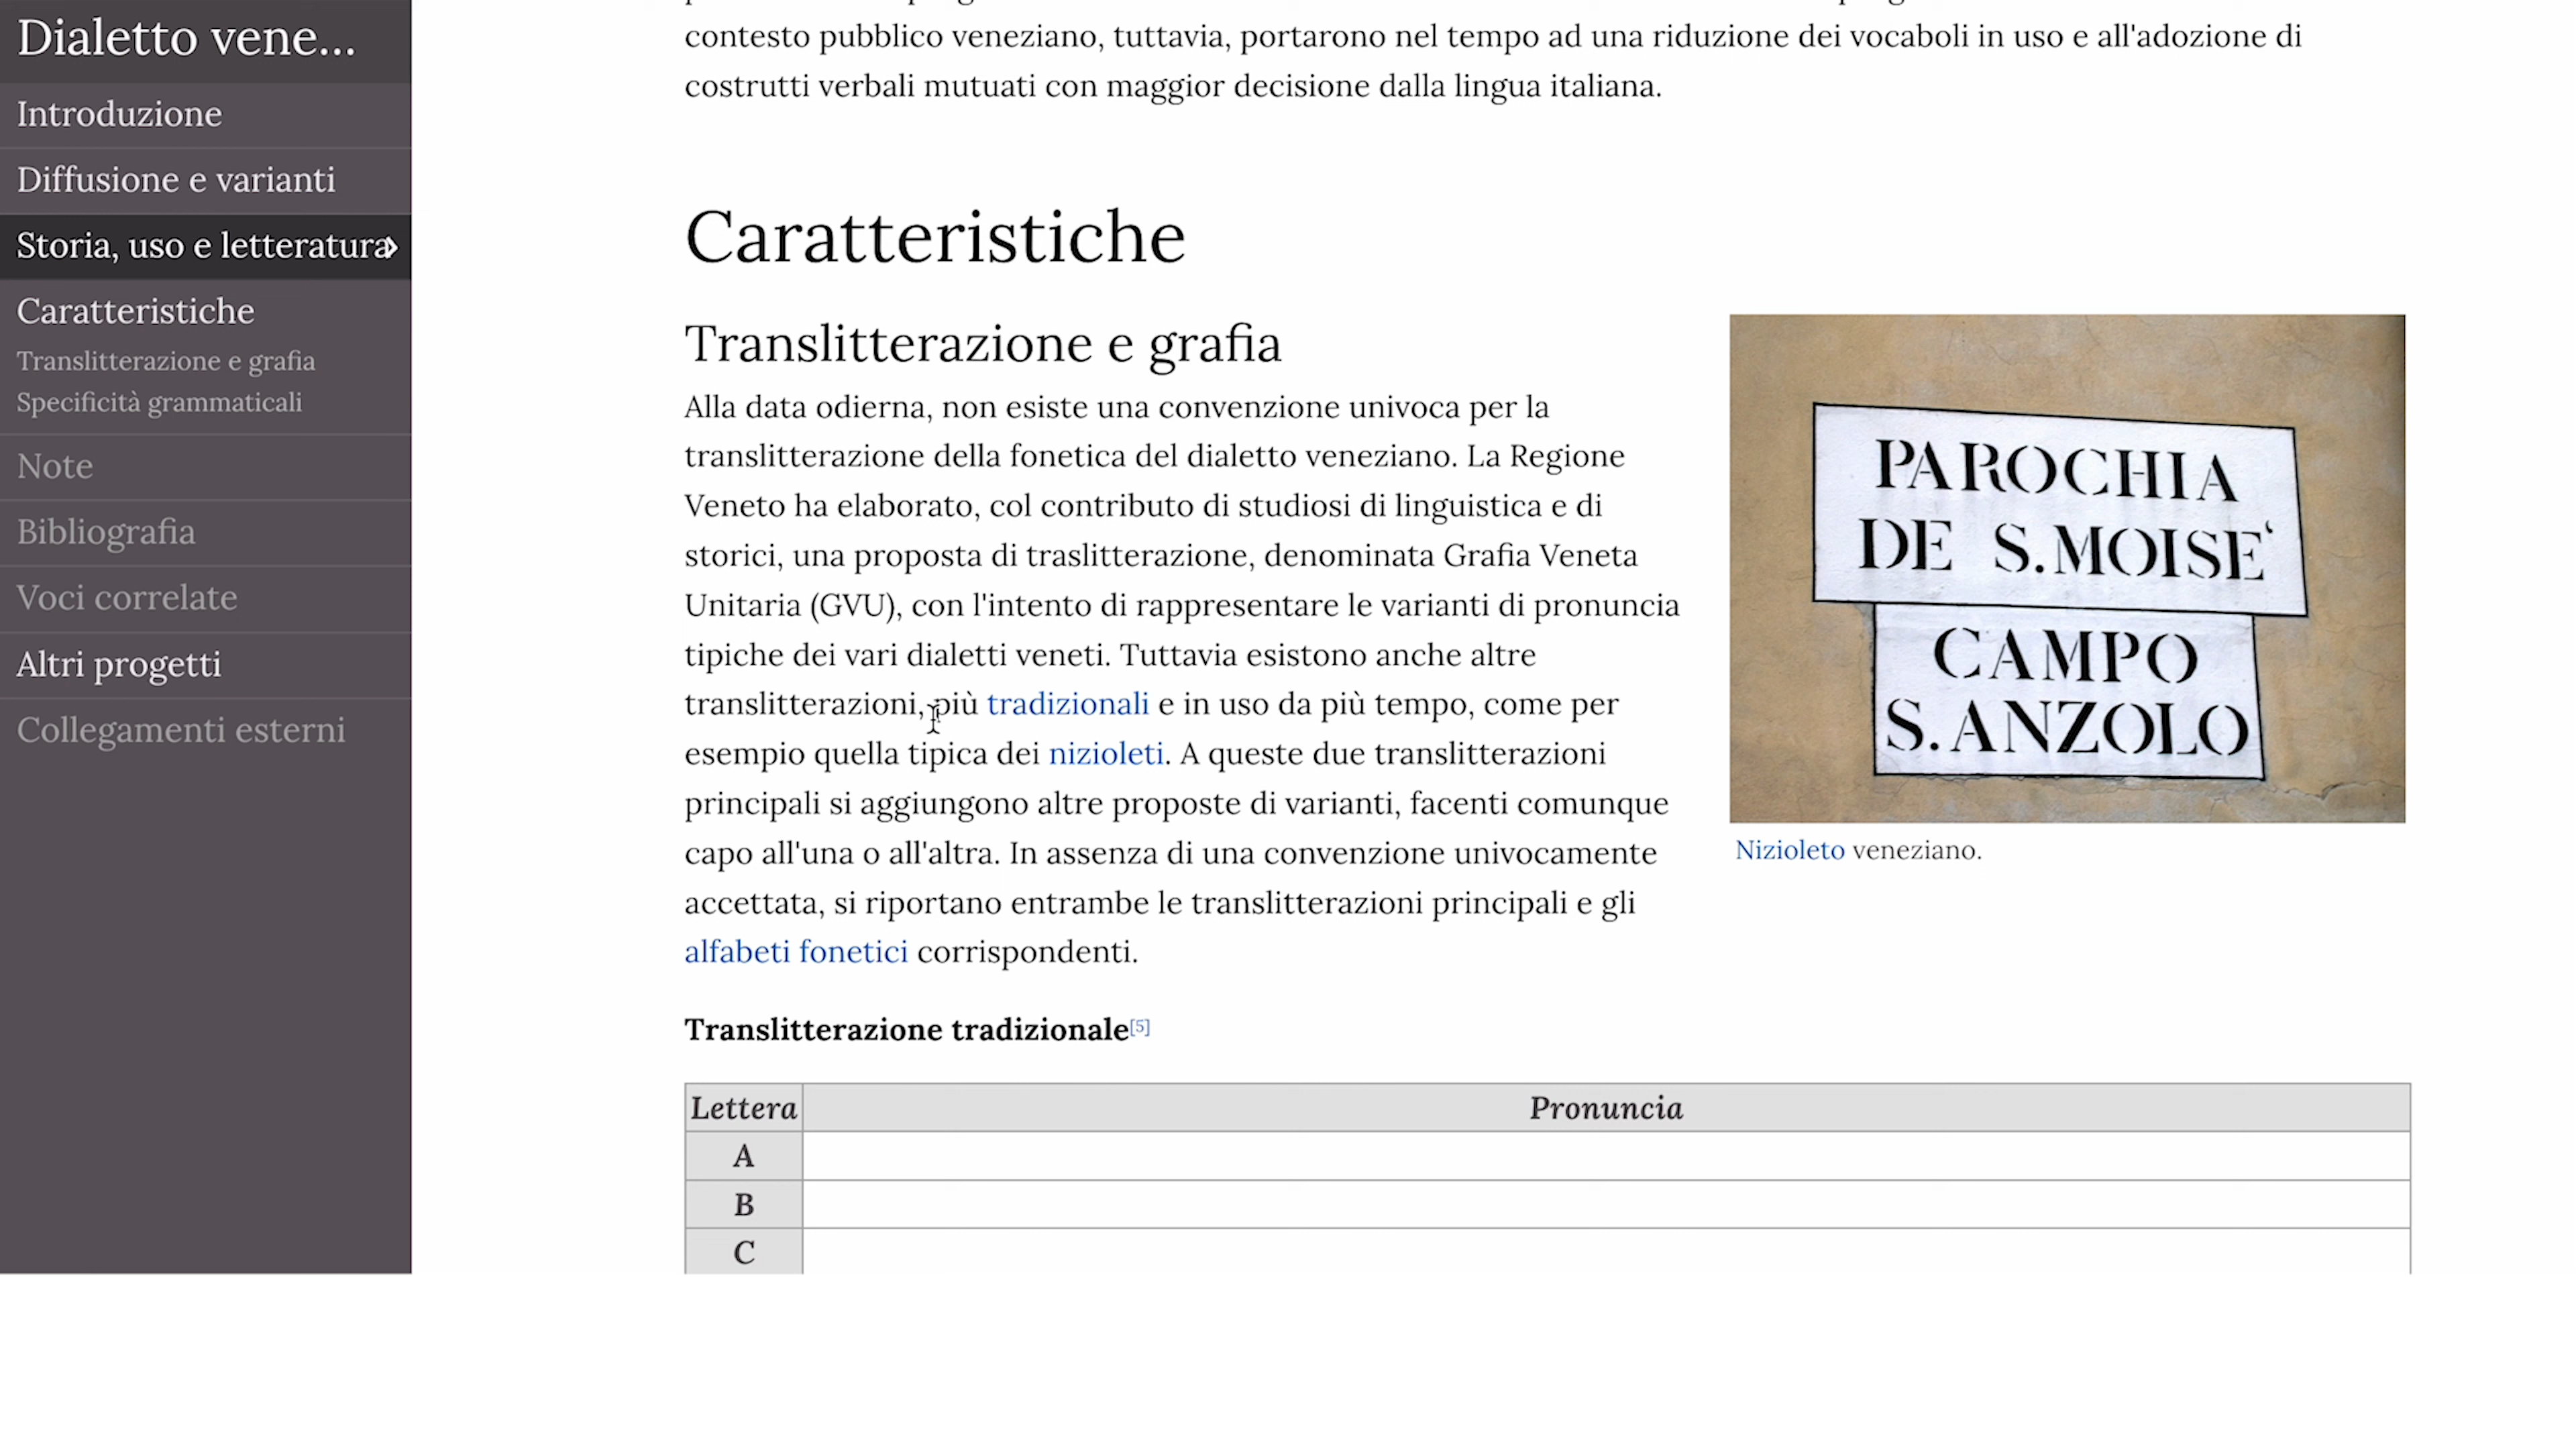 Dialetto vene...
Introduzione
Diffusione e varianti
Storia, uso e letteratura
Caratteristiche
Translitterazione e grafia
Specificità grammaticali
Note
Bibliografia
Voci correlate
Altri progetti
Collegamenti esterni
contesto pubblico veneziano, tuttavia, portarono nel tempo ad una riduzione dei vocaboli in uso e all'adozione di
costrutti verbali mutuati con maggior decisione dalla lingua italiana.
Caratteristiche
Translitterazione e grafia
Alla data odierna, non esiste una convenzione univoca per la
translitterazione della fonetica del dialetto veneziano. La Regione
Veneto ha elaborato, col contributo di studiosi di linguistica e di
storici, una proposta di traslitterazione, denominata Grafia Veneta
Unitaria (GVU), con l'intento di rappresentare le varianti di pronuncia
tipiche dei vari dialetti veneti. Tuttavia esistono anche altre
translitterazioni, più tradizionali e in uso da più tempo, come per
esempio quella tipica dei nizioleti. A queste due translitterazioni
principali si aggiungono altre proposte di varianti, facenti comunque
capo all'una o all'altra. In assenza di una convenzione univocamente
accettata, si riportano entrambe le translitterazioni principali e gli
alfabeti fonetici corrispondenti.
PAROCHIA
DE S.MOISE'
CAMPO
S.ANZOLO
Nizioleto veneziano.
Translitterazione tradizionale[5]
Lettera Pronuncia
A
B
C